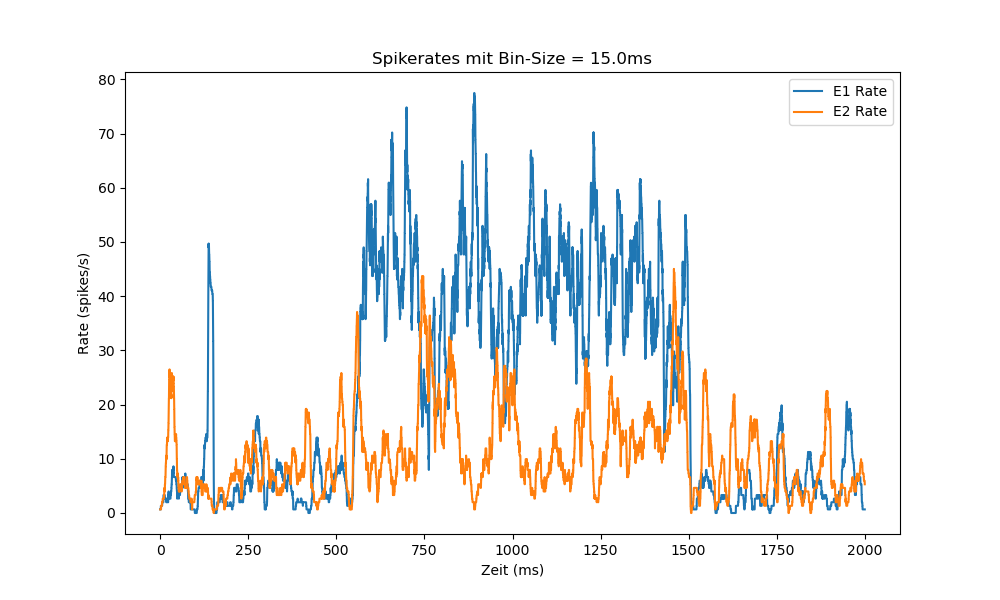 Spikerates mit Bin-Size = 15.0ms
E1 Rate
E2 Rate
Rate (spikes/s)
80
70
60
50
40
30
20
10
0
0 250 500 750 1000 1250 1500 1750 2000
Zeit (ms)